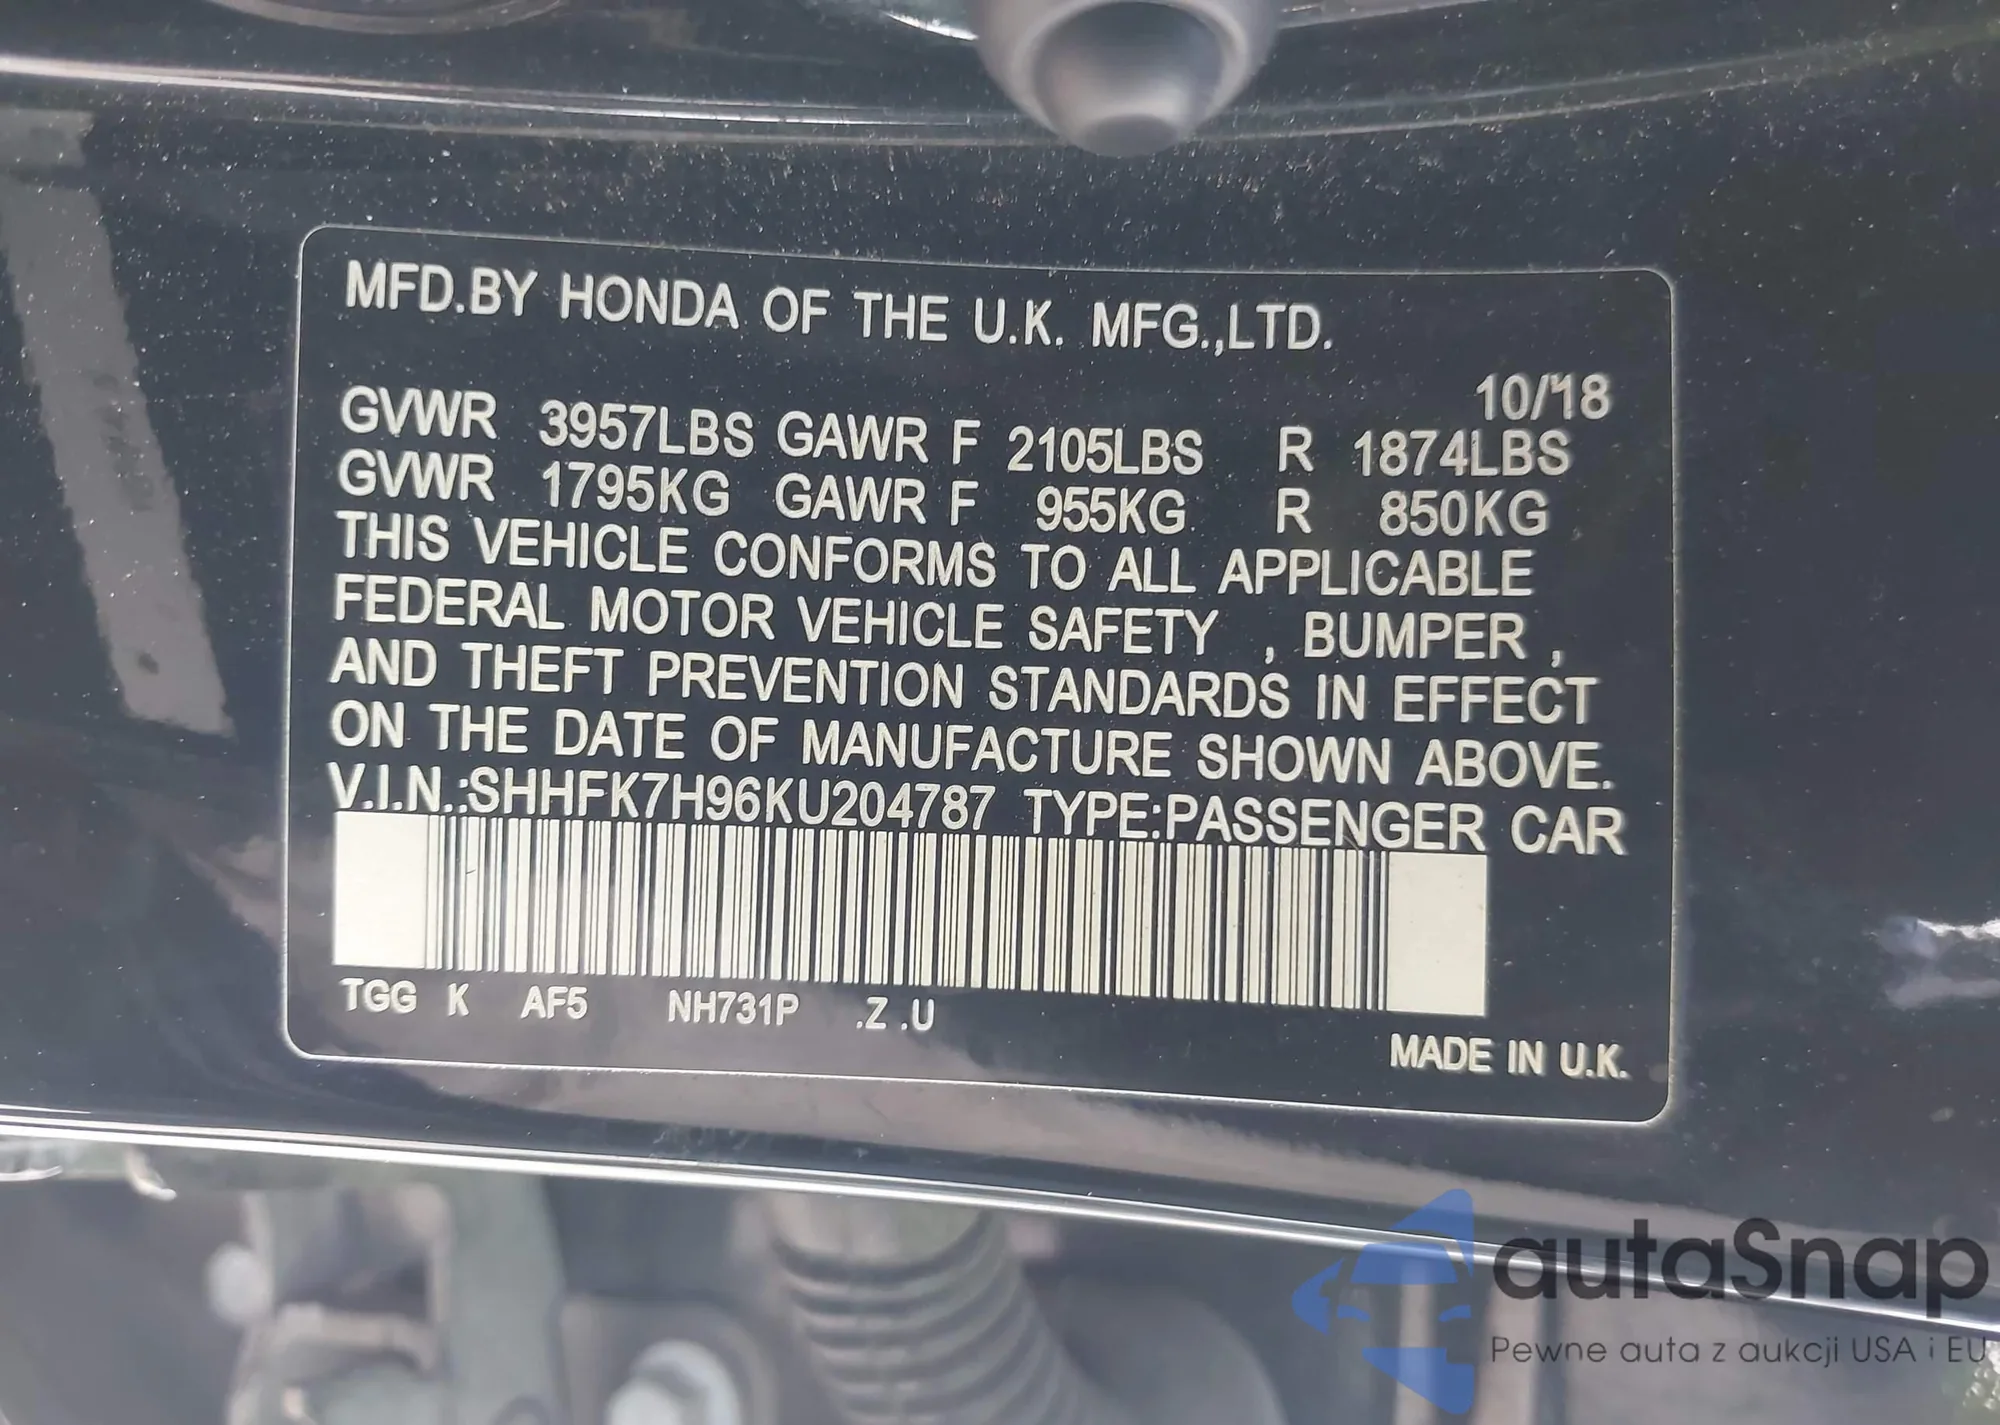 MFD.BY HONDA OF THE U.K. MFG.,LTD.
10/18
GVWR 3957LBS GAWR F 2105LBS R 1874LBS
GVWR 1795KG GAWR F 955KG R 850KG
THIS VEHICLE CONFORMS TO ALL APPLICABLE
FEDERAL MOTOR VEHICLE SAFETY , BUMPER ,
AND THEFT PREVENTION STANDARDS IN EFFECT
ON THE DATE OF MANUFACTURE SHOWN ABOVE.
V.I.N.:SHHFK7H96KU204787 TYPE:PASSENGER CAR
TGG K AF5 NH731P .Z .U
MADE IN U.K.
autaSnap
Pewne auta z aukcji USA i EU